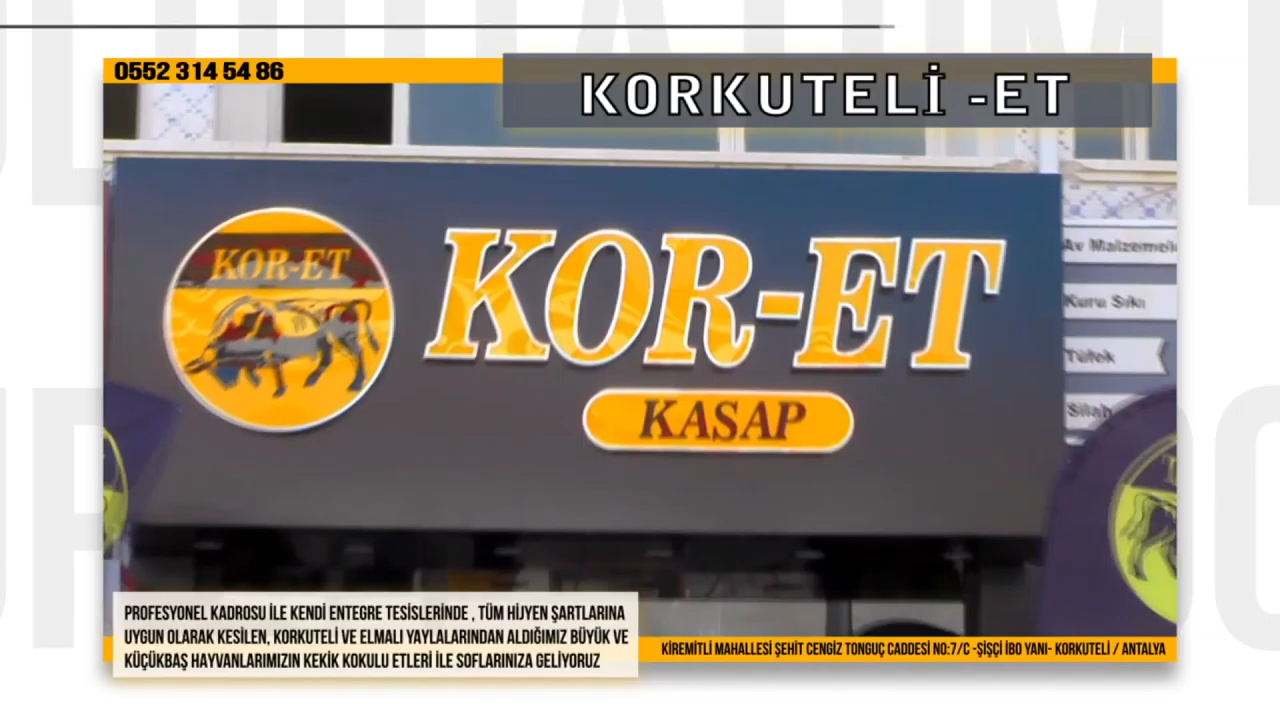 0552 314 54 86
KORKUTELİ -ET
KOR-ET
KOR-ET
KASAP
Av Malzemele
Kuru Sıkı
Tüfek
Silah
PROFESYONEL KADROSU İLE KENDİ ENTEGRE TESİSLERİNDE , TÜM HİJYEN ŞARTLARINA
UYGUN OLARAK KESİLEN, KORKUTELİ VE ELMALI YAYLALARINDAN ALDIĞIMIZ BÜYÜK VE
KÜÇÜKBAŞ HAYVANLARIMIZIN KEKİK KOKULU ETLERİ İLE SOFLARINIZA GELİYORUZ
KİREMİTLİ MAHALLESİ ŞEHİT CENGİZ TONGUÇ CADDESİ NO:7/C -ŞİŞÇİ İBO YANI- KORKUTELİ / ANTALYA